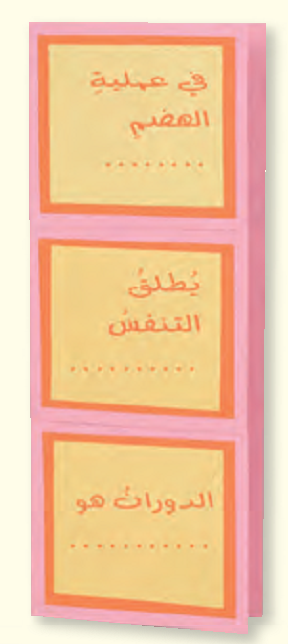 في عمليةِ
الهضمِ
........
يُطلقُ
التنفسُ
...........
الدورانُ هو
............